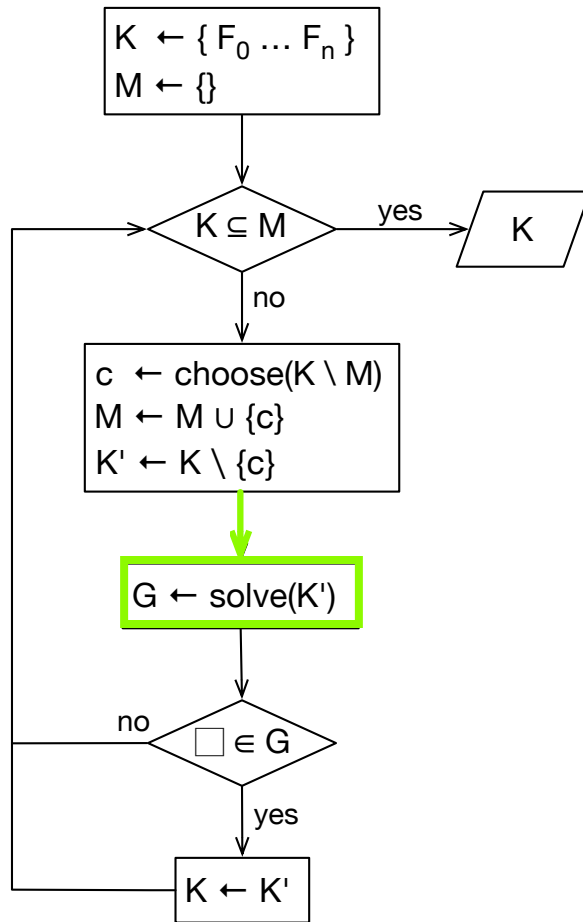 K ← { F₀ ... Fₙ }
M ← {}
K ⊆ M
yes
K
no
c ← choose(K \ M)
M ← M ∪ {c}
K' ← K \ {c}
G ← solve(K')
no
□ ∈ G
yes
K ← K'